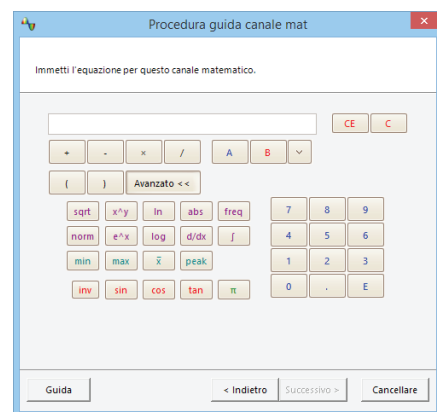 Procedura guida canale mat
Immetti l'equazione per questo canale matematico.
CE C
+ - × / A B
( ) Avanzato <<
sqrt x^y ln abs freq 7 8 9
norm e^x log d/dx ∫ 4 5 6
min max x̄ peak 1 2 3
inv sin cos tan π 0 . E
Guida < Indietro Successivo > Cancellare